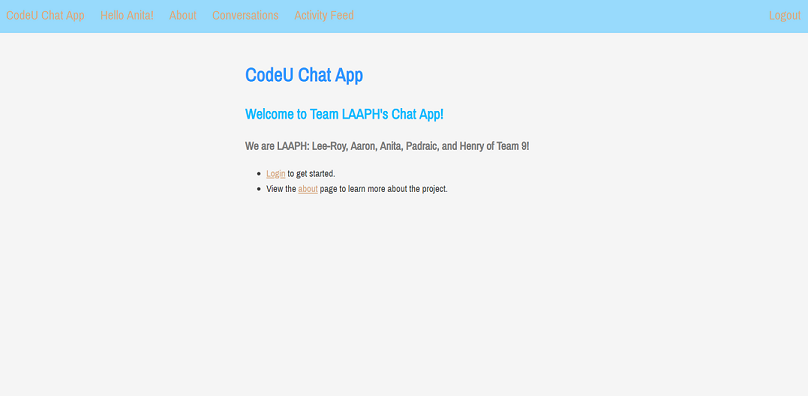 CodeU Chat App Hello Anita! About Conversations Activity Feed Logout
CodeU Chat App
Welcome to Team LAAPH's Chat App!
We are LAAPH: Lee-Roy, Aaron, Anita, Padraic, and Henry of Team 9!
Login to get started.
View the about page to learn more about the project.